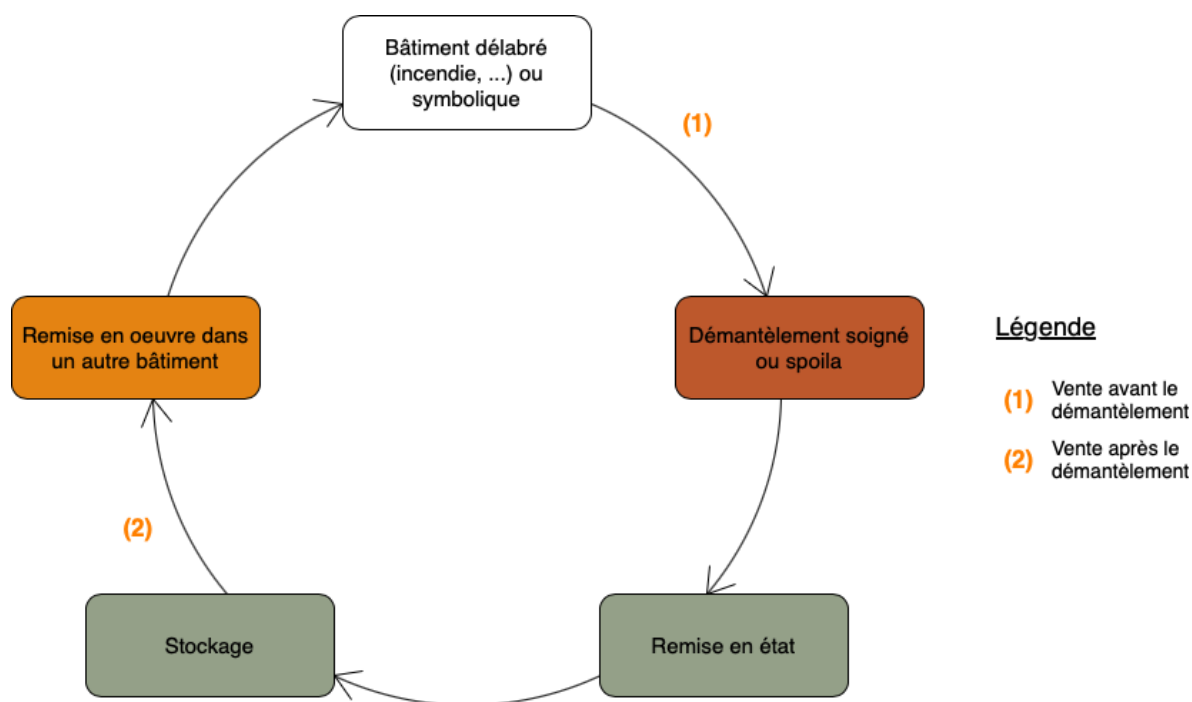 Bâtiment délabré
(incendie, ...) ou
symbolique
(1)
Remise en oeuvre dans
un autre bâtiment
Démantèlement soigné
ou spoila
Légende
(1) Vente avant le
démantèlement
(2) Vente après le
démantèlement
(2)
Stockage
Remise en état